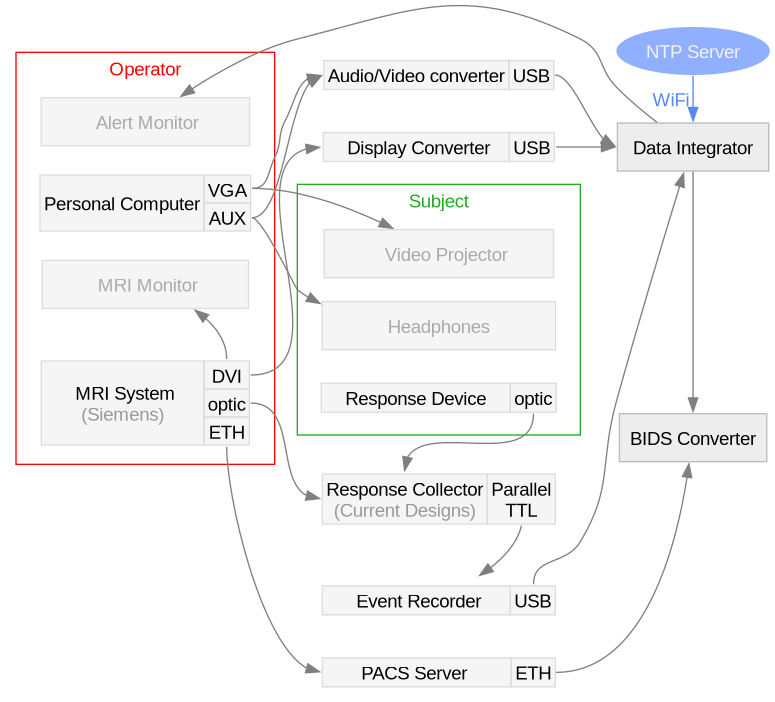 Operator
Alert Monitor
Personal Computer
VGA
AUX
MRI Monitor
MRI System
(Siemens)
DVI
optic
ETH
Audio/Video converter
USB
Display Converter
USB
Subject
Video Projector
Headphones
Response Device
optic
Response Collector
(Current Designs)
Parallel
TTL
Event Recorder
USB
PACS Server
ETH
NTP Server
WiFi
Data Integrator
BIDS Converter